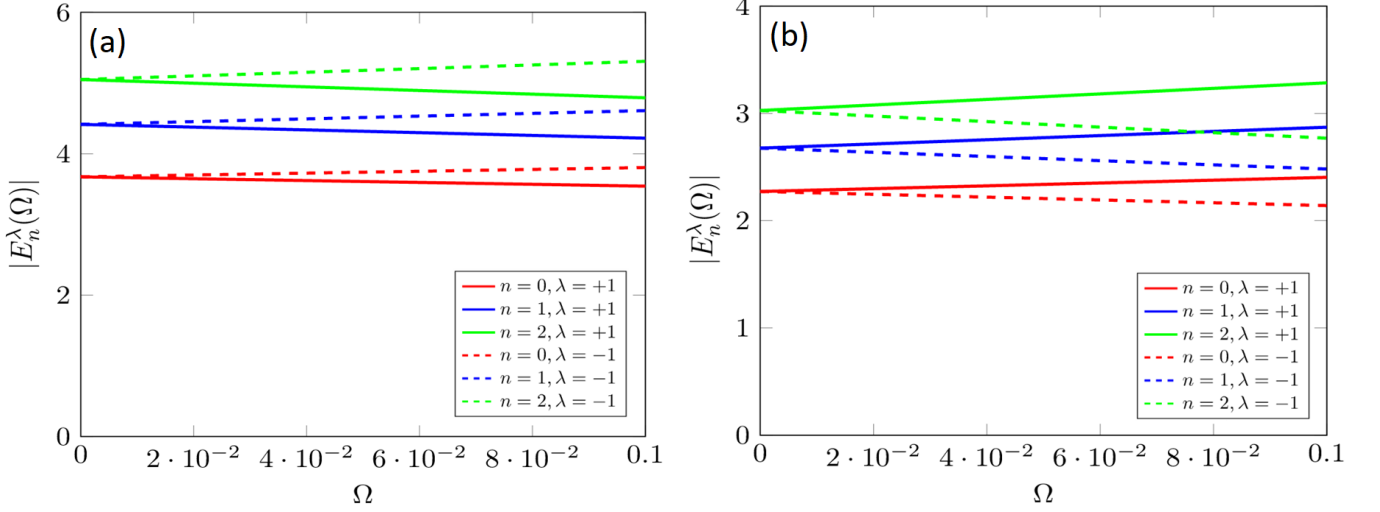 (a)
6
4
2
0
0
2 · 10⁻²
4 · 10⁻²
6 · 10⁻²
8 · 10⁻²
0.1
Ω
|Eₙ^λ(Ω)|
n = 0, λ = +1
n = 1, λ = +1
n = 2, λ = +1
n = 0, λ = −1
n = 1, λ = −1
n = 2, λ = −1
(b)
4
3
2
1
0
0
2 · 10⁻²
4 · 10⁻²
6 · 10⁻²
8 · 10⁻²
0.1
Ω
|Eₙ^λ(Ω)|
n = 0, λ = +1
n = 1, λ = +1
n = 2, λ = +1
n = 0, λ = −1
n = 1, λ = −1
n = 2, λ = −1